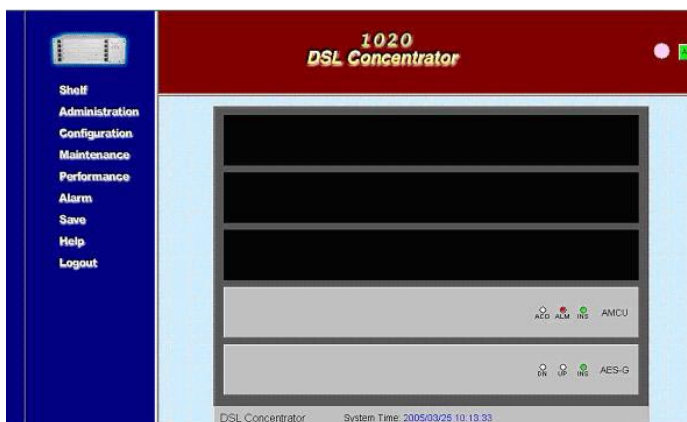 1020
DSL Concentrator
Shelf
Administration
Configuration
Maintenance
Performance
Alarm
Save
Help
Logout
ACO ALM INS AMCU
DN UP INS AES-G
DSL Concentrator System Time: 2005/03/25 10:13:33